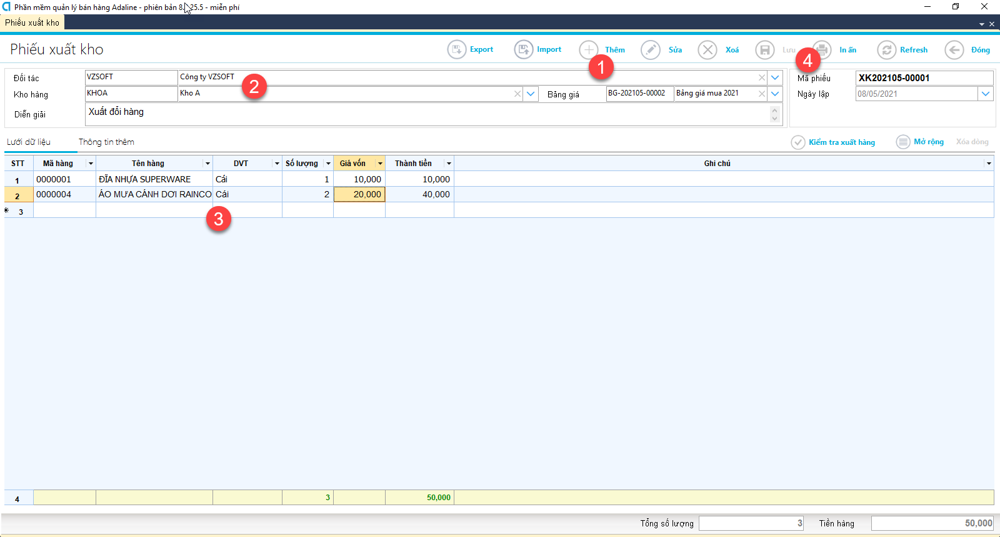 Phần mềm quản lý bán hàng Adaline - phiên bản 8. 25.5 - miễn phí
Phiếu xuất kho
Phiếu xuất kho
Export Import Thêm Sửa Xoá Lưu In ấn Refresh Đóng
1
4
Đối tác VZSOFT Công ty VZSOFT
2
Mã phiếu XK202105-00001
Kho hàng KHOA Kho A Bảng giá BG-202105-00002 Bảng giá mua 2021
Ngày lập 08/05/2021
Diễn giải Xuất đổi hàng
Lưới dữ liệu Thông tin thêm Kiểm tra xuất hàng Mở rộng Xóa dòng
STT Mã hàng Tên hàng DVT Số lượng Giá vốn Thành tiền Ghi chú
1 0000001 ĐĨA NHỰA SUPERWARE Cái 1 10,000 10,000
2 0000004 ÁO MƯA CÁNH DƠI RAINCO Cái 2 20,000 40,000
* 3
3
4 3 50,000
Tổng số lượng 3 Tiền hàng 50,000